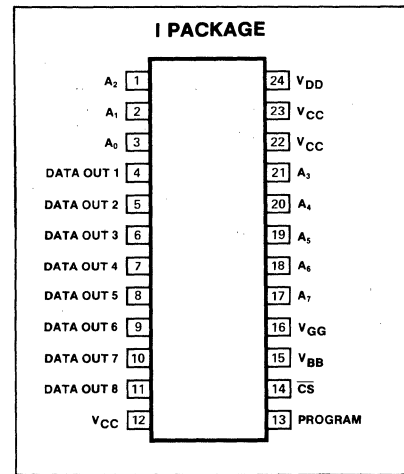 I PACKAGE
A2 1 24 VDD
A1 2 23 VCC
A0 3 22 VCC
DATA OUT 1 4 21 A3
DATA OUT 2 5 20 A4
DATA OUT 3 6 19 A5
DATA OUT 4 7 18 A6
DATA OUT 5 8 17 A7
DATA OUT 6 9 16 VGG
DATA OUT 7 10 15 VBB
DATA OUT 8 11 14 C̅S̅
VCC 12 13 PROGRAM